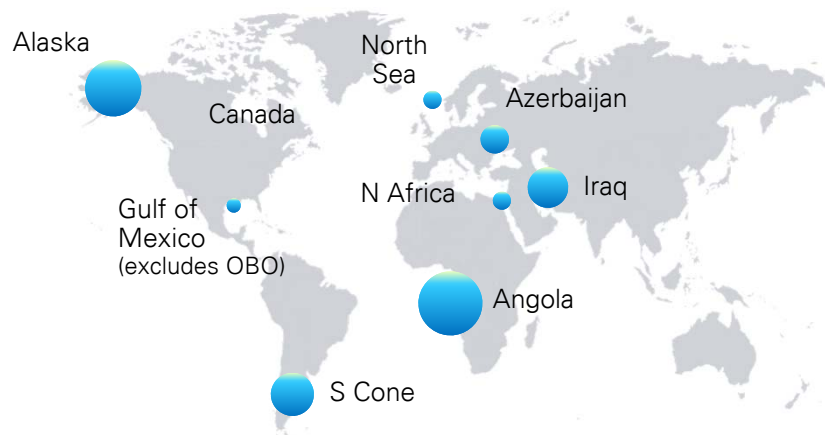 Alaska
North
Sea
Azerbaijan
Canada
N Africa
Iraq
Gulf of
Mexico
(excludes OBO)
Angola
S Cone